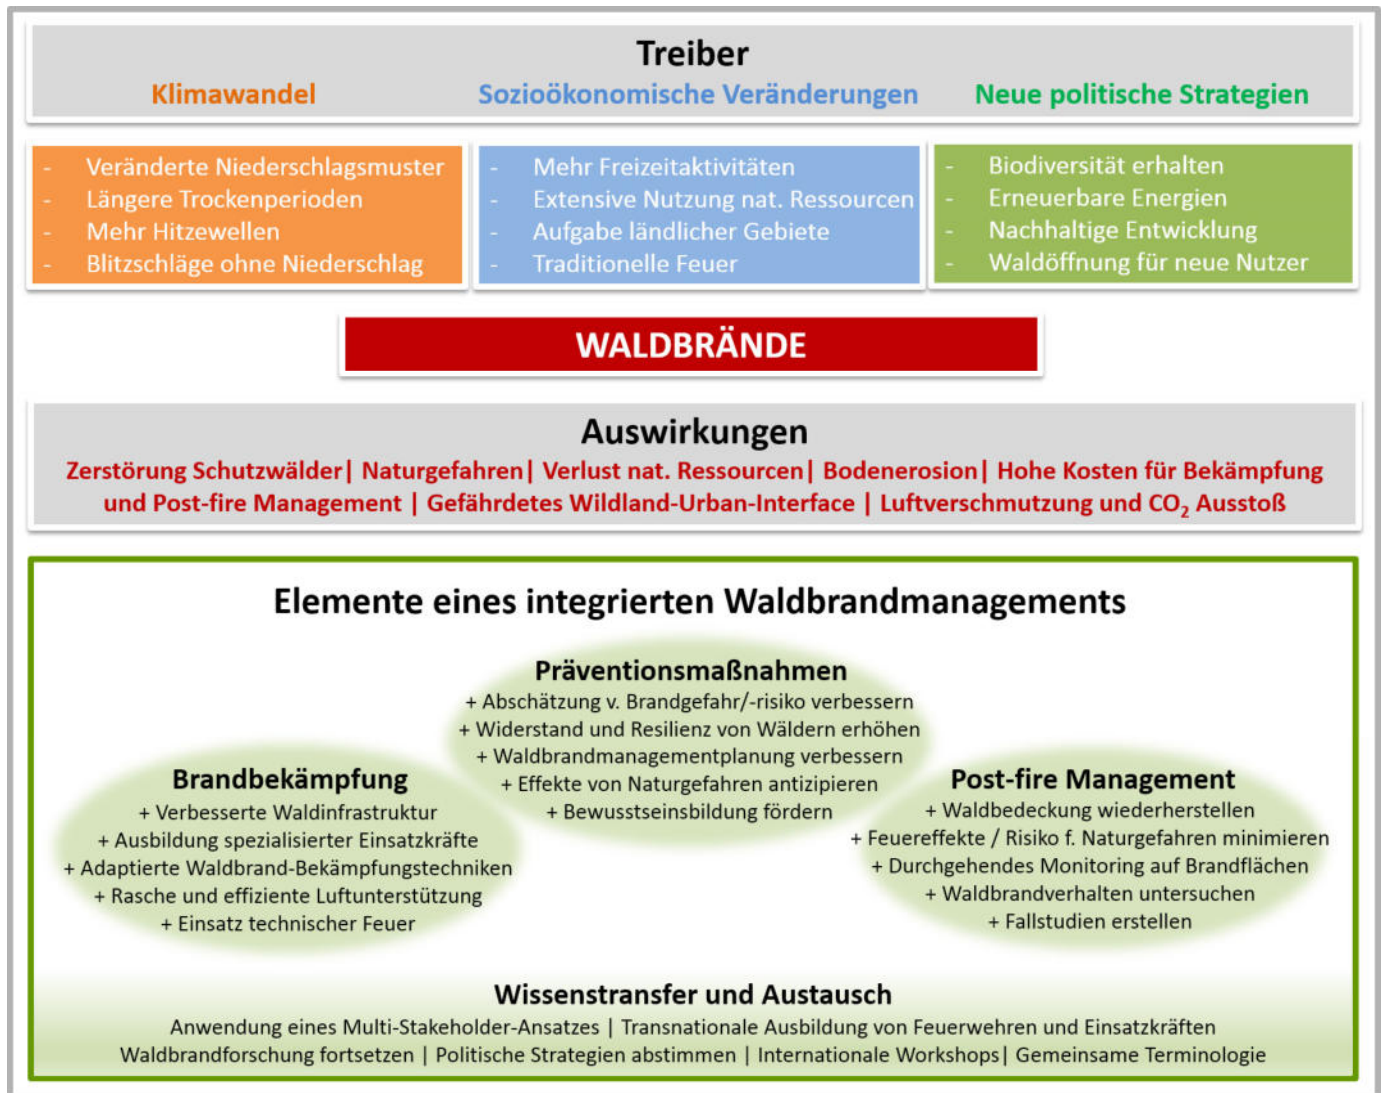 Treiber
Klimawandel Sozioökonomische Veränderungen Neue politische Strategien
- Veränderte Niederschlagsmuster
- Längere Trockenperioden
- Mehr Hitzewellen
- Blitzschläge ohne Niederschlag
- Mehr Freizeitaktivitäten
- Extensive Nutzung nat. Ressourcen
- Aufgabe ländlicher Gebiete
- Traditionelle Feuer
- Biodiversität erhalten
- Erneuerbare Energien
- Nachhaltige Entwicklung
- Waldöffnung für neue Nutzer
WALDBRÄNDE
Auswirkungen
Zerstörung Schutzwälder| Naturgefahren| Verlust nat. Ressourcen| Bodenerosion| Hohe Kosten für Bekämpfung
und Post-fire Management | Gefährdetes Wildland-Urban-Interface | Luftverschmutzung und CO₂ Ausstoß
Elemente eines integrierten Waldbrandmanagements
Präventionsmaßnahmen
+ Abschätzung v. Brandgefahr/-risiko verbessern
+ Widerstand und Resilienz von Wäldern erhöhen
+ Waldbrandmanagementplanung verbessern
+ Effekte von Naturgefahren antizipieren
+ Bewusstseinsbildung fördern
Brandbekämpfung
+ Verbesserte Waldinfrastruktur
+ Ausbildung spezialisierter Einsatzkräfte
+ Adaptierte Waldbrand-Bekämpfungstechniken
+ Rasche und effiziente Luftunterstützung
+ Einsatz technischer Feuer
Post-fire Management
+ Waldbedeckung wiederherstellen
+ Feuereffekte / Risiko f. Naturgefahren minimieren
+ Durchgehendes Monitoring auf Brandflächen
+ Waldbrandverhalten untersuchen
+ Fallstudien erstellen
Wissenstransfer und Austausch
Anwendung eines Multi-Stakeholder-Ansatzes | Transnationale Ausbildung von Feuerwehren und Einsatzkräften
Waldbrandforschung fortsetzen | Politische Strategien abstimmen | Internationale Workshops| Gemeinsame Terminologie